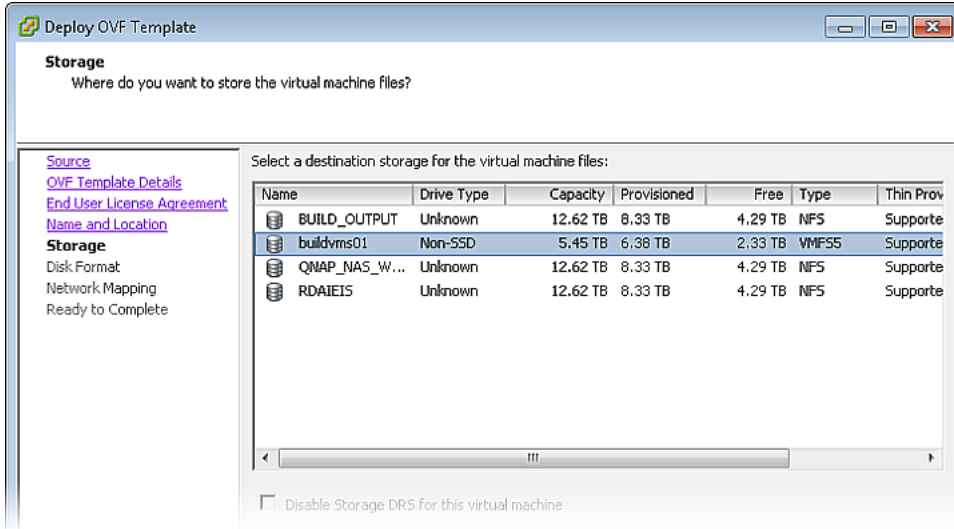 Deploy OVF Template
Storage
Where do you want to store the virtual machine files?
Source
OVF Template Details
End User License Agreement
Name and Location
Storage
Disk Format
Network Mapping
Ready to Complete
Select a destination storage for the virtual machine files:
Name Drive Type Capacity Provisioned Free Type Thin Prov
BUILD_OUTPUT Unknown 12.62 TB 8.33 TB 4.29 TB NFS Supporte
buildvms01 Non-SSD 5.45 TB 6.38 TB 2.33 TB VMFS5 Supporte
QNAP_NAS_W... Unknown 12.62 TB 8.33 TB 4.29 TB NFS Supporte
RDAIEIS Unknown 12.62 TB 8.33 TB 4.29 TB NFS Supporte
Disable Storage DRS for this virtual machine